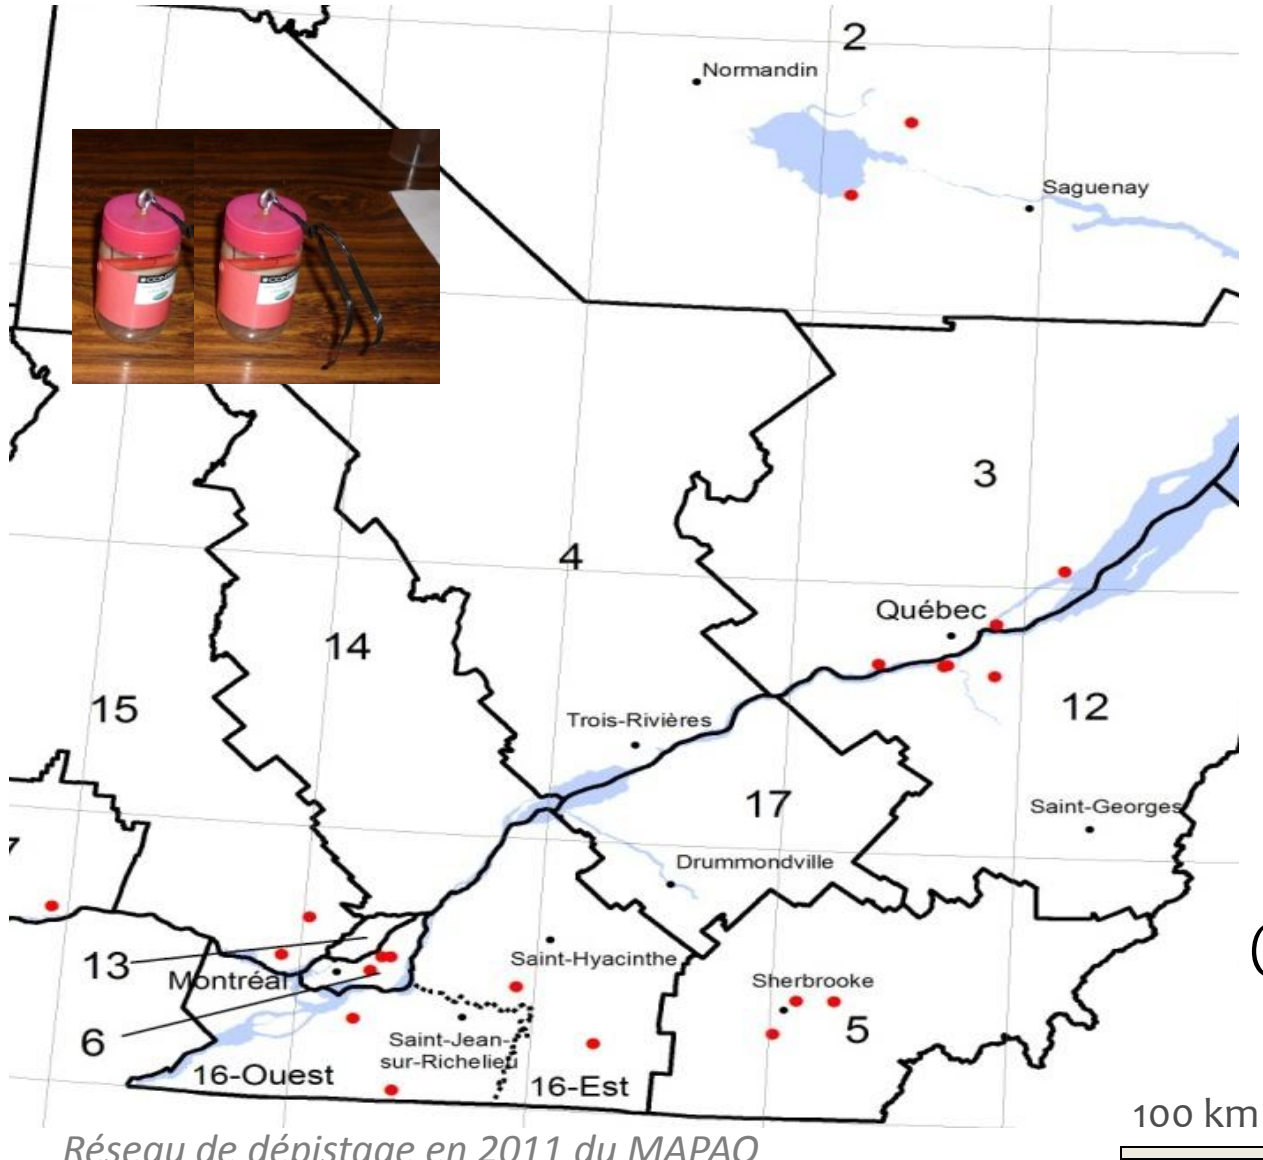 2
Normandin
Saguenay
3
4
Québec
14
15
12
Trois-Rivières
17
Saint-Georges
Drummondville
13
Montréal
Saint-Hyacinthe
Sherbrooke
6
Saint-Jean-
sur-Richelieu
5
16-Ouest
16-Est
100 km
Réseau de dépistage en 2011 du MAPAQ